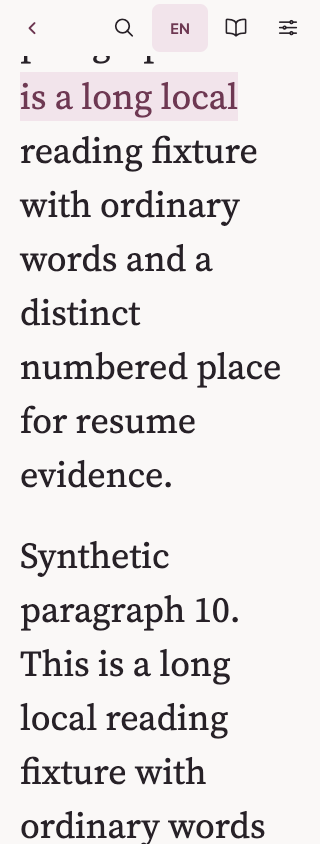 EN
is a long local
reading fixture
with ordinary
words and a
distinct
numbered place
for resume
evidence.
Synthetic
paragraph 10.
This is a long
local reading
fixture with
ordinary words